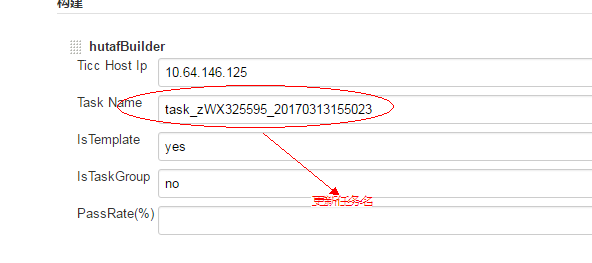 构建
hutafBuilder
Ticc Host Ip
10.64.146.125
Task Name
task_zWX325595_20170313155023
IsTemplate
yes
IsTaskGroup
no
PassRate(%)
更新任务名